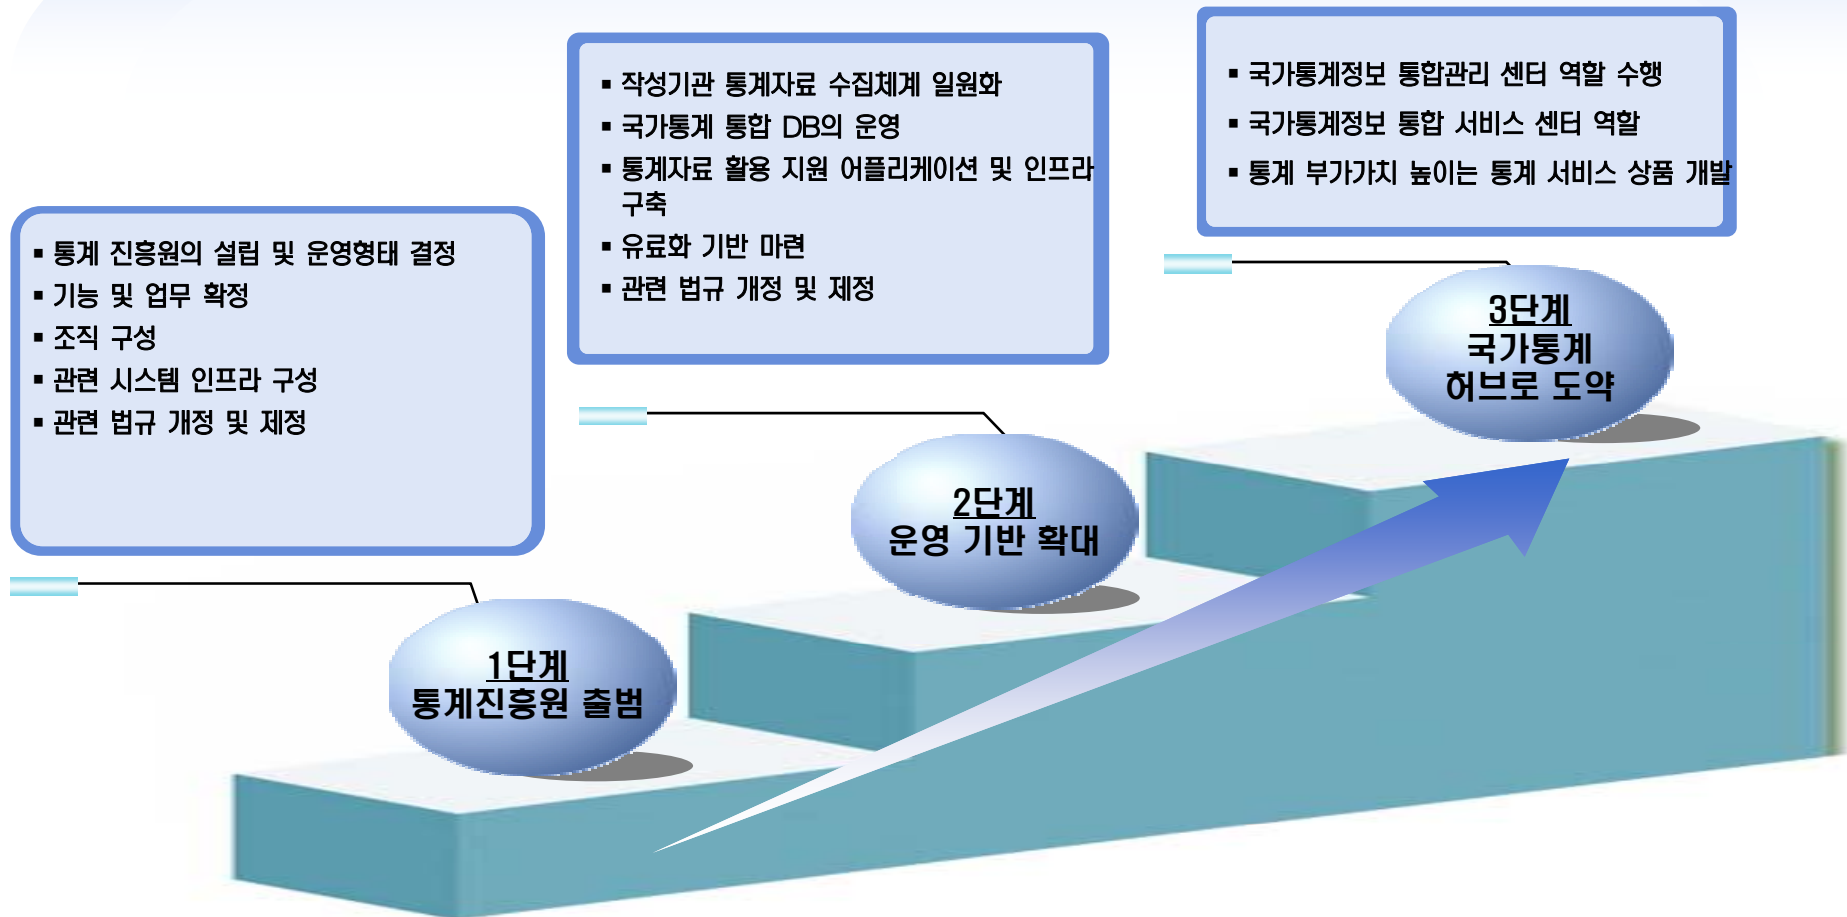 ▪ 통계 진흥원의 설립 및 운영형태 결정
▪ 기능 및 업무 확정
▪ 조직 구성
▪ 관련 시스템 인프라 구성
▪ 관련 법규 개정 및 제정
1단계
통계진흥원 출범
▪ 작성기관 통계자료 수집체계 일원화
▪ 국가통계 통합 DB의 운영
▪ 통계자료 활용 지원 어플리케이션 및 인프라
구축
▪ 유료화 기반 마련
▪ 관련 법규 개정 및 제정
2단계
운영 기반 확대
▪ 국가통계정보 통합관리 센터 역할 수행
▪ 국가통계정보 통합 서비스 센터 역할
▪ 통계 부가가치 높이는 통계 서비스 상품 개발
3단계
국가통계
허브로 도약